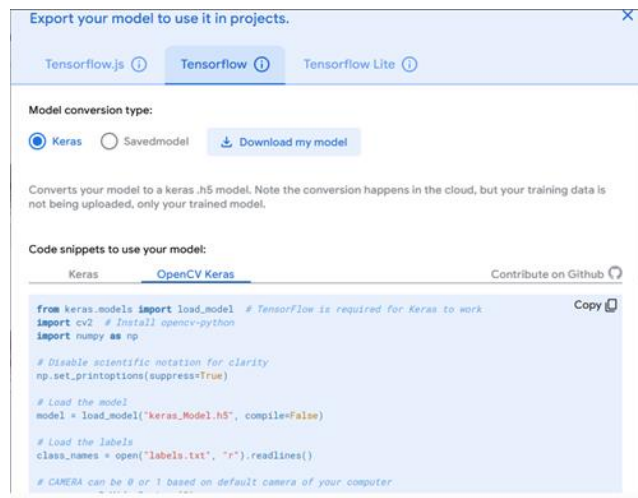 Export your model to use it in projects.
Tensorflow.js Tensorflow Tensorflow Lite
Model conversion type:
Keras Savedmodel Download my model
Converts your model to a keras .h5 model. Note the conversion happens in the cloud, but your training data is
not being uploaded, only your trained model.
Code snippets to use your model:
Keras OpenCV Keras Contribute on Github
Copy
from keras.models import load_model # TensorFlow is required for Keras to work
import cv2 # Install opencv-python
import numpy as np
# Disable scientific notation for clarity
np.set_printoptions(suppress=True)
# Load the model
model = load_model("keras_Model.h5", compile=False)
# Load the labels
class_names = open("labels.txt", "r").readlines()
# CAMERA can be 0 or 1 based on default camera of your computer